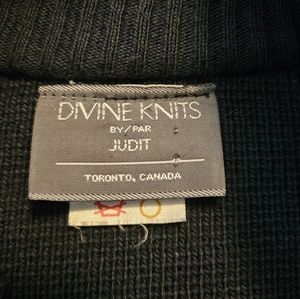 DIVINE KNITS
BY/PAR
JUDIT
TORONTO, CANADA